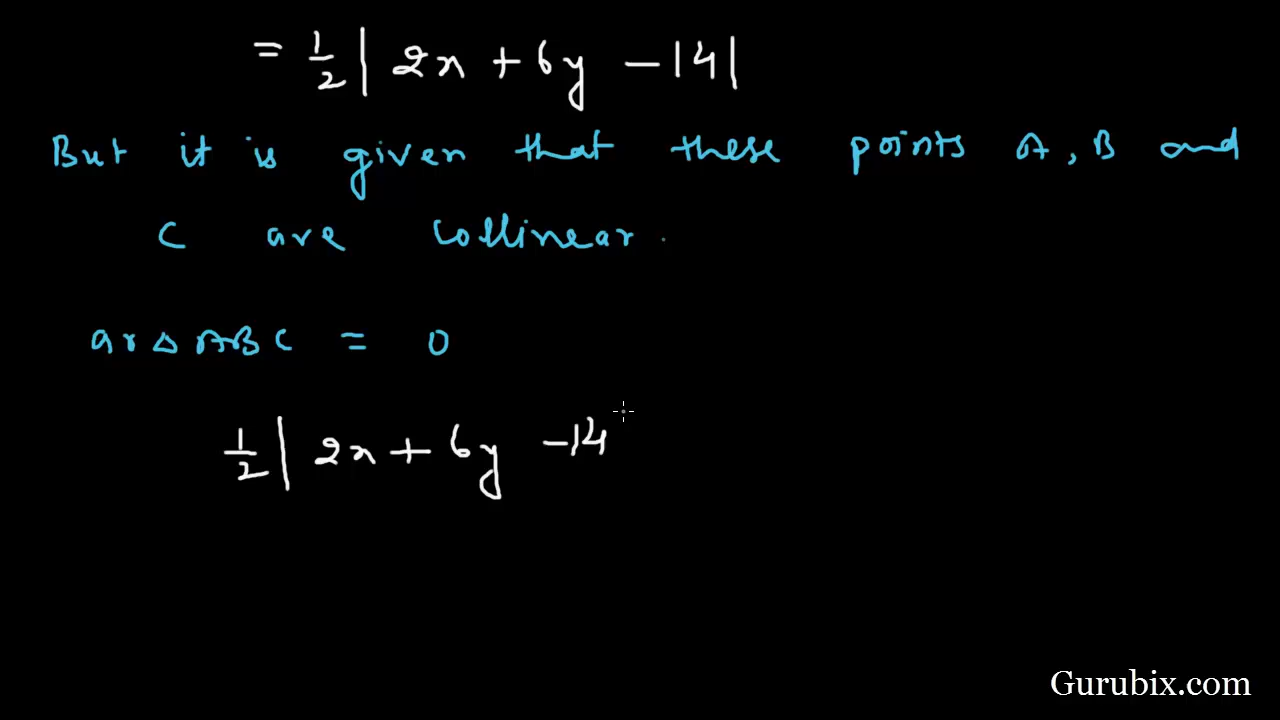 = 1/2 | 2x + 6y - 14 |
But it is given that these points A, B and
C are collinear.
ar Δ ABC = 0
1/2 | 2x + 6y - 14
Gurubix.com